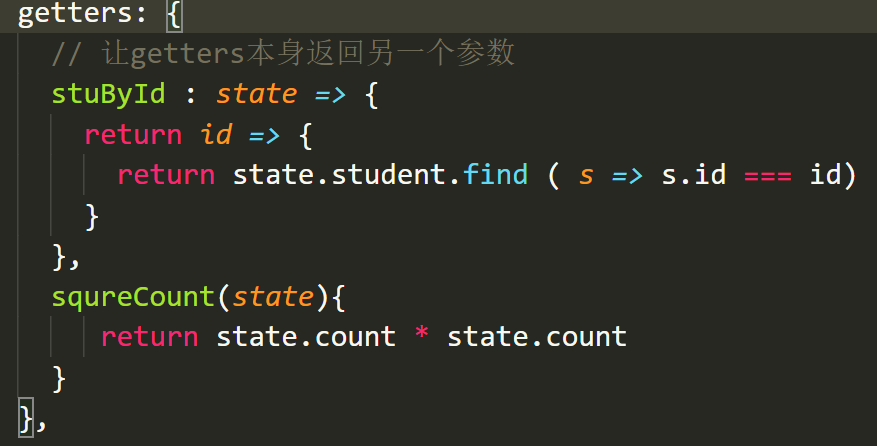 getters: {
// 让getters本身返回另一个参数
stuById : state => {
return id => {
return state.student.find ( s => s.id === id)
}
},
squreCount(state){
return state.count * state.count
}
},